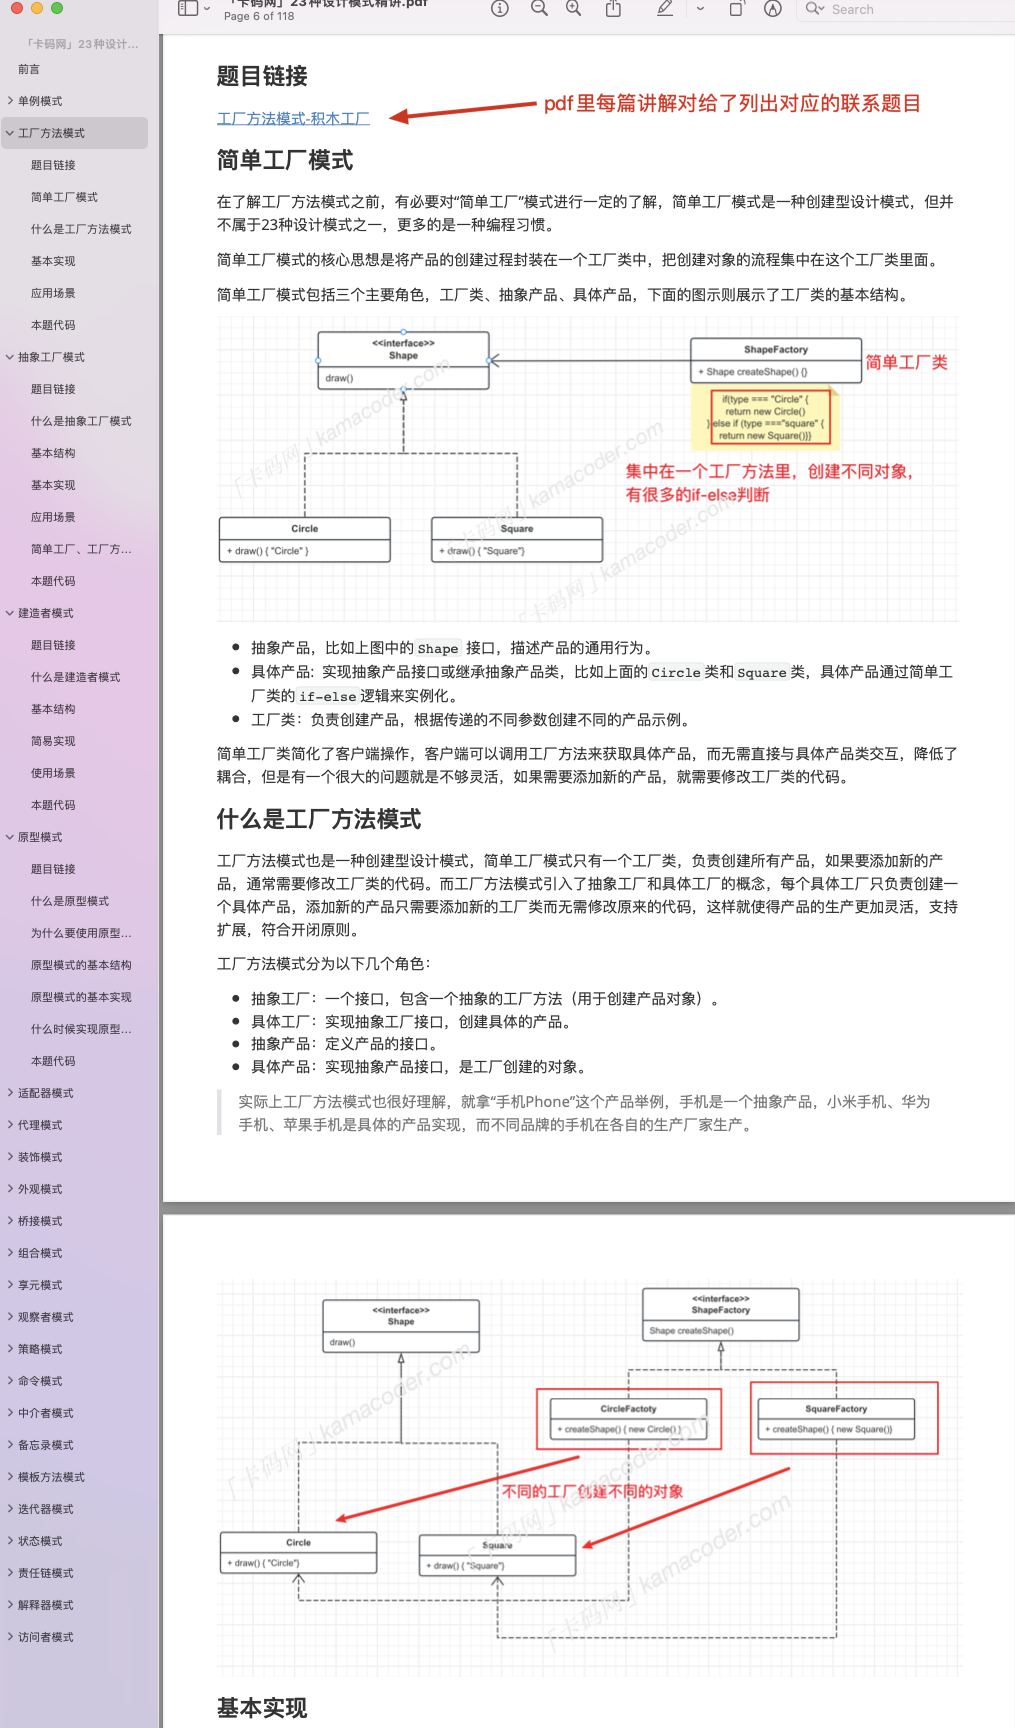 「卡码网」23种设计模式精讲.pdf
Page 6 of 118
Search
「卡码网」23种设计...
前言
单例模式
工厂方法模式
题目链接
简单工厂模式
什么是工厂方法模式
基本实现
应用场景
本题代码
抽象工厂模式
题目链接
什么是抽象工厂模式
基本结构
基本实现
应用场景
简单工厂、工厂方...
本题代码
建造者模式
题目链接
什么是建造者模式
基本结构
简易实现
使用场景
本题代码
原型模式
题目链接
什么是原型模式
为什么要使用原型...
原型模式的基本结构
原型模式的基本实现
什么时候实现原型...
本题代码
适配器模式
代理模式
装饰模式
外观模式
桥接模式
组合模式
享元模式
观察者模式
策略模式
命令模式
中介者模式
备忘录模式
模板方法模式
迭代器模式
状态模式
责任链模式
解释器模式
访问者模式
题目链接
工厂方法模式-积木工厂
pdf里每篇讲解对给了列出对应的联系题目
简单工厂模式
在了解工厂方法模式之前，有必要对“简单工厂”模式进行一定的了解，简单工厂模式是一种创建型设计模式，但并
不属于23种设计模式之一，更多的是一种编程习惯。
简单工厂模式的核心思想是将产品的创建过程封装在一个工厂类中，把创建对象的流程集中在这个工厂类里面。
简单工厂模式包括三个主要角色，工厂类、抽象产品、具体产品，下面的图示则展示了工厂类的基本结构。
<<interface>>
Shape
draw()
ShapeFactory
+ Shape createShape() {}
简单工厂类
if(type === "Circle" {
return new Circle()
} else if (type ==="square" {
return new Square()}}
集中在一个工厂方法里，创建不同对象，
有很多的if-else判断
Circle
+ draw() { "Circle" }
Square
+ draw() { "Square"}
「卡码网」kamacoder.com
「卡码网」kamacoder.com
「卡码网」kamacoder.com
• 抽象产品，比如上图中的 Shape 接口，描述产品的通用行为。
• 具体产品: 实现抽象产品接口或继承抽象产品类，比如上面的 Circle 类和 Square 类，具体产品通过简单工
厂类的 if-else 逻辑来实例化。
• 工厂类：负责创建产品，根据传递的不同参数创建不同的产品示例。
简单工厂类简化了客户端操作，客户端可以调用工厂方法来获取具体产品，而无需直接与具体产品类交互，降低了
耦合，但是有一个很大的问题就是不够灵活，如果需要添加新的产品，就需要修改工厂类的代码。
什么是工厂方法模式
工厂方法模式也是一种创建型设计模式，简单工厂模式只有一个工厂类，负责创建所有产品，如果要添加新的产
品，通常需要修改工厂类的代码。而工厂方法模式引入了抽象工厂和具体工厂的概念，每个具体工厂只负责创建一
个具体产品，添加新的产品只需要添加新的工厂类而无需修改原来的代码，这样就使得产品的生产更加灵活，支持
扩展，符合开闭原则。
工厂方法模式分为以下几个角色：
• 抽象工厂：一个接口，包含一个抽象的工厂方法（用于创建产品对象）。
• 具体工厂：实现抽象工厂接口，创建具体的产品。
• 抽象产品：定义产品的接口。
• 具体产品：实现抽象产品接口，是工厂创建的对象。
实际上工厂方法模式也很好理解，就拿“手机Phone”这个产品举例，手机是一个抽象产品，小米手机、华为
手机、苹果手机是具体的产品实现，而不同品牌的手机在各自的生产厂家生产。
<<interface>>
Shape
draw()
<<interface>>
ShapeFactory
Shape createShape()
CircleFactoty
+ createShape() { new Circle() }
SquareFactory
+ createShape() { new Square()}
不同的工厂创建不同的对象
Circle
+ draw() { "Circle"}
Square
+ draw() { "Square"}
「卡码网」kamacoder.com
「卡码网」kamacoder.com
「卡码网」kamacoder.com
基本实现